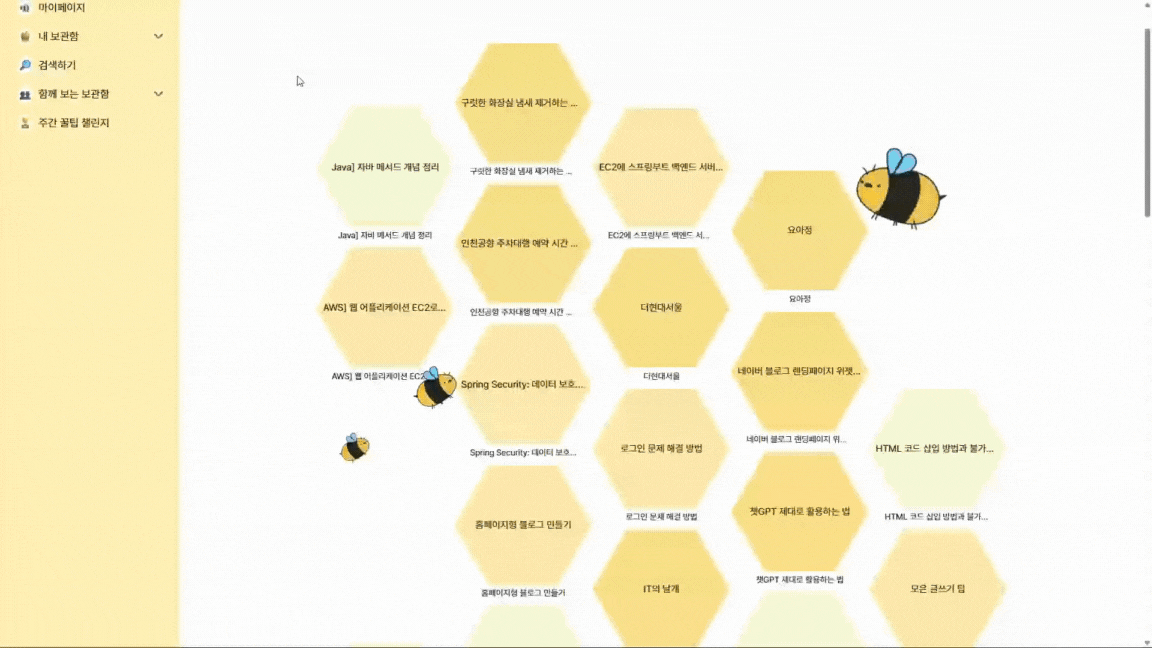 마이페이지
내 보관함
검색하기
함께 보는 보관함
주간 꿀팁 챌린지
구릿한 화장실 냄새 제거하는 ...
구릿한 화장실 냄새 제거하는 ...
Java] 자바 메서드 개념 정리
Java] 자바 메서드 개념 정리
EC2에 스프링부트 백엔드 서버...
EC2에 스프링부트 백엔드 서...
요아정
요아정
인천공항 주차대행 예약 시간 ...
인천공항 주차대행 예약 시간 ...
AWS] 웹 어플리케이션 EC2로...
AWS] 웹 어플리케이션 EC2
더현대서울
더현대서울
네이버 블로그 랜딩페이지 위젯...
네이버 블로그 랜딩페이지 위...
Spring Security: 데이터 보호...
Spring Security: 데이터 보호...
로그인 문제 해결 방법
로그인 문제 해결 방법
HTML 코드 삽입 방법과 불가...
HTML 코드 삽입 방법과 불가...
홈페이지형 블로그 만들기
홈페이지형 블로그 만들기
챗GPT 제대로 활용하는 법
챗GPT 제대로 활용하는 법
IT의 날개
모은 글쓰기 팁